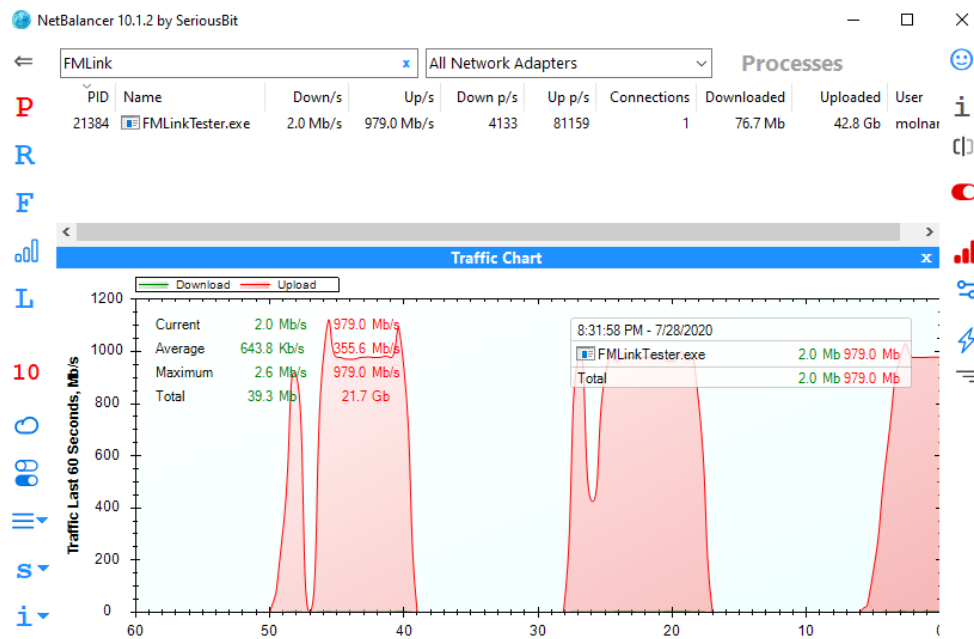 NetBalancer 10.1.2 by SeriousBit
FMLink x All Network Adapters Processes
PID Name Down/s Up/s Down p/s Up p/s Connections Downloaded Uploaded User
21384 FMLinkTester.exe 2.0 Mb/s 979.0 Mb/s 4133 81159 1 76.7 Mb 42.8 Gb molnar
P
R
F
L
10
s
i
i
Traffic Chart x
Download Upload
Current 2.0 Mb/s 979.0 Mb/s
Average 643.8 Kb/s 355.6 Mb/s
Maximum 2.6 Mb/s 979.0 Mb/s
Total 39.3 Mb 21.7 Gb
8:31:58 PM - 7/28/2020
FMLinkTester.exe 2.0 Mb 979.0 Mb
Total 2.0 Mb 979.0 Mb
Traffic Last 60 Seconds, Mb/s
1200
1000
800
600
400
200
0
60 50 40 30 20 10 0